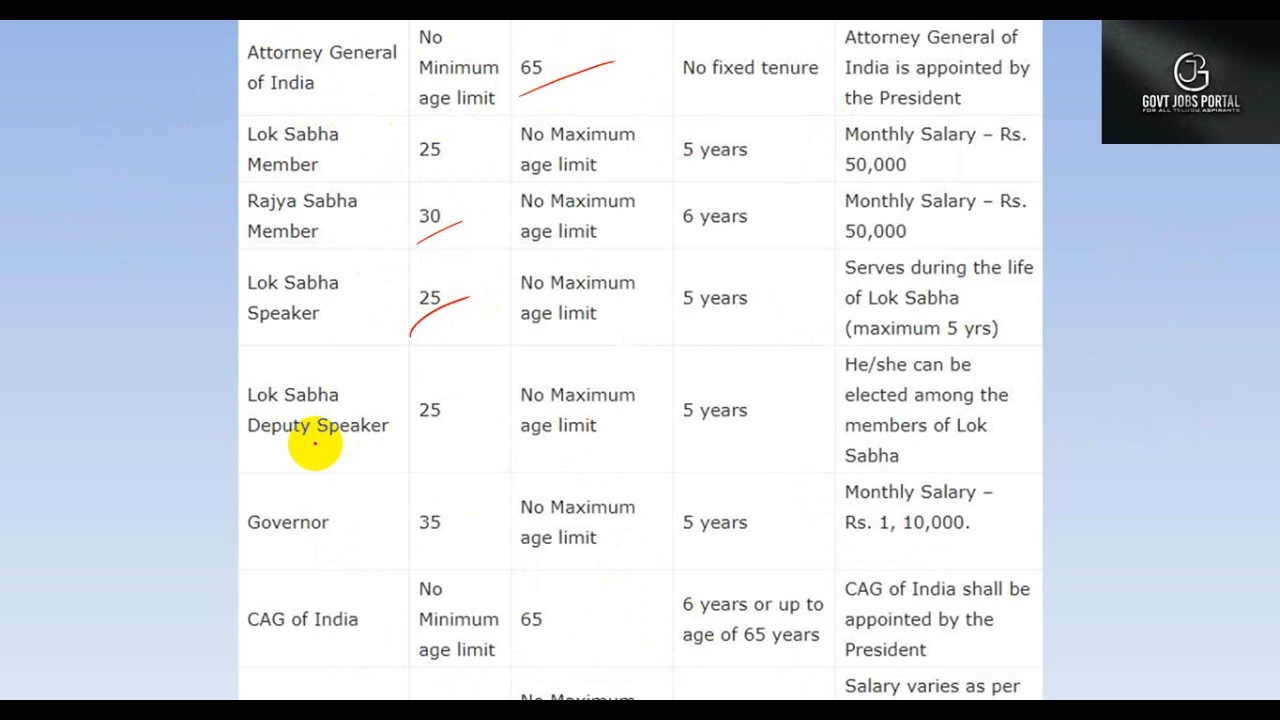 Attorney General
of India
No
Minimum
age limit
65
No fixed tenure
Attorney General of
India is appointed by
the President
Lok Sabha
Member
25
No Maximum
age limit
5 years
Monthly Salary – Rs.
50,000
Rajya Sabha
Member
30
No Maximum
age limit
6 years
Monthly Salary – Rs.
50,000
Lok Sabha
Speaker
25
No Maximum
age limit
5 years
Serves during the life
of Lok Sabha
(maximum 5 yrs)
Lok Sabha
Deputy Speaker
25
No Maximum
age limit
5 years
He/she can be
elected among the
members of Lok
Sabha
Governor
35
No Maximum
age limit
5 years
Monthly Salary –
Rs. 1, 10,000.
CAG of India
No
Minimum
age limit
65
6 years or up to
age of 65 years
CAG of India shall be
appointed by the
President
No Maximum
Salary varies as per
GOVT JOBS PORTAL
FOR ALL TELUGU ASPIRANTS